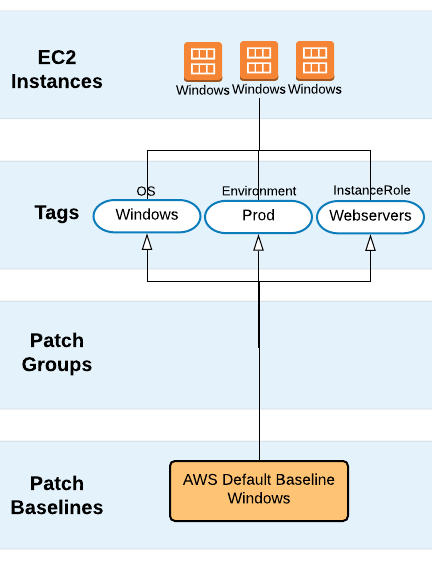 EC2
Instances
Windows Windows Windows
Tags
OS Environment InstanceRole
Windows Prod Webservers
Patch
Groups
Patch
Baselines
AWS Default Baseline
Windows